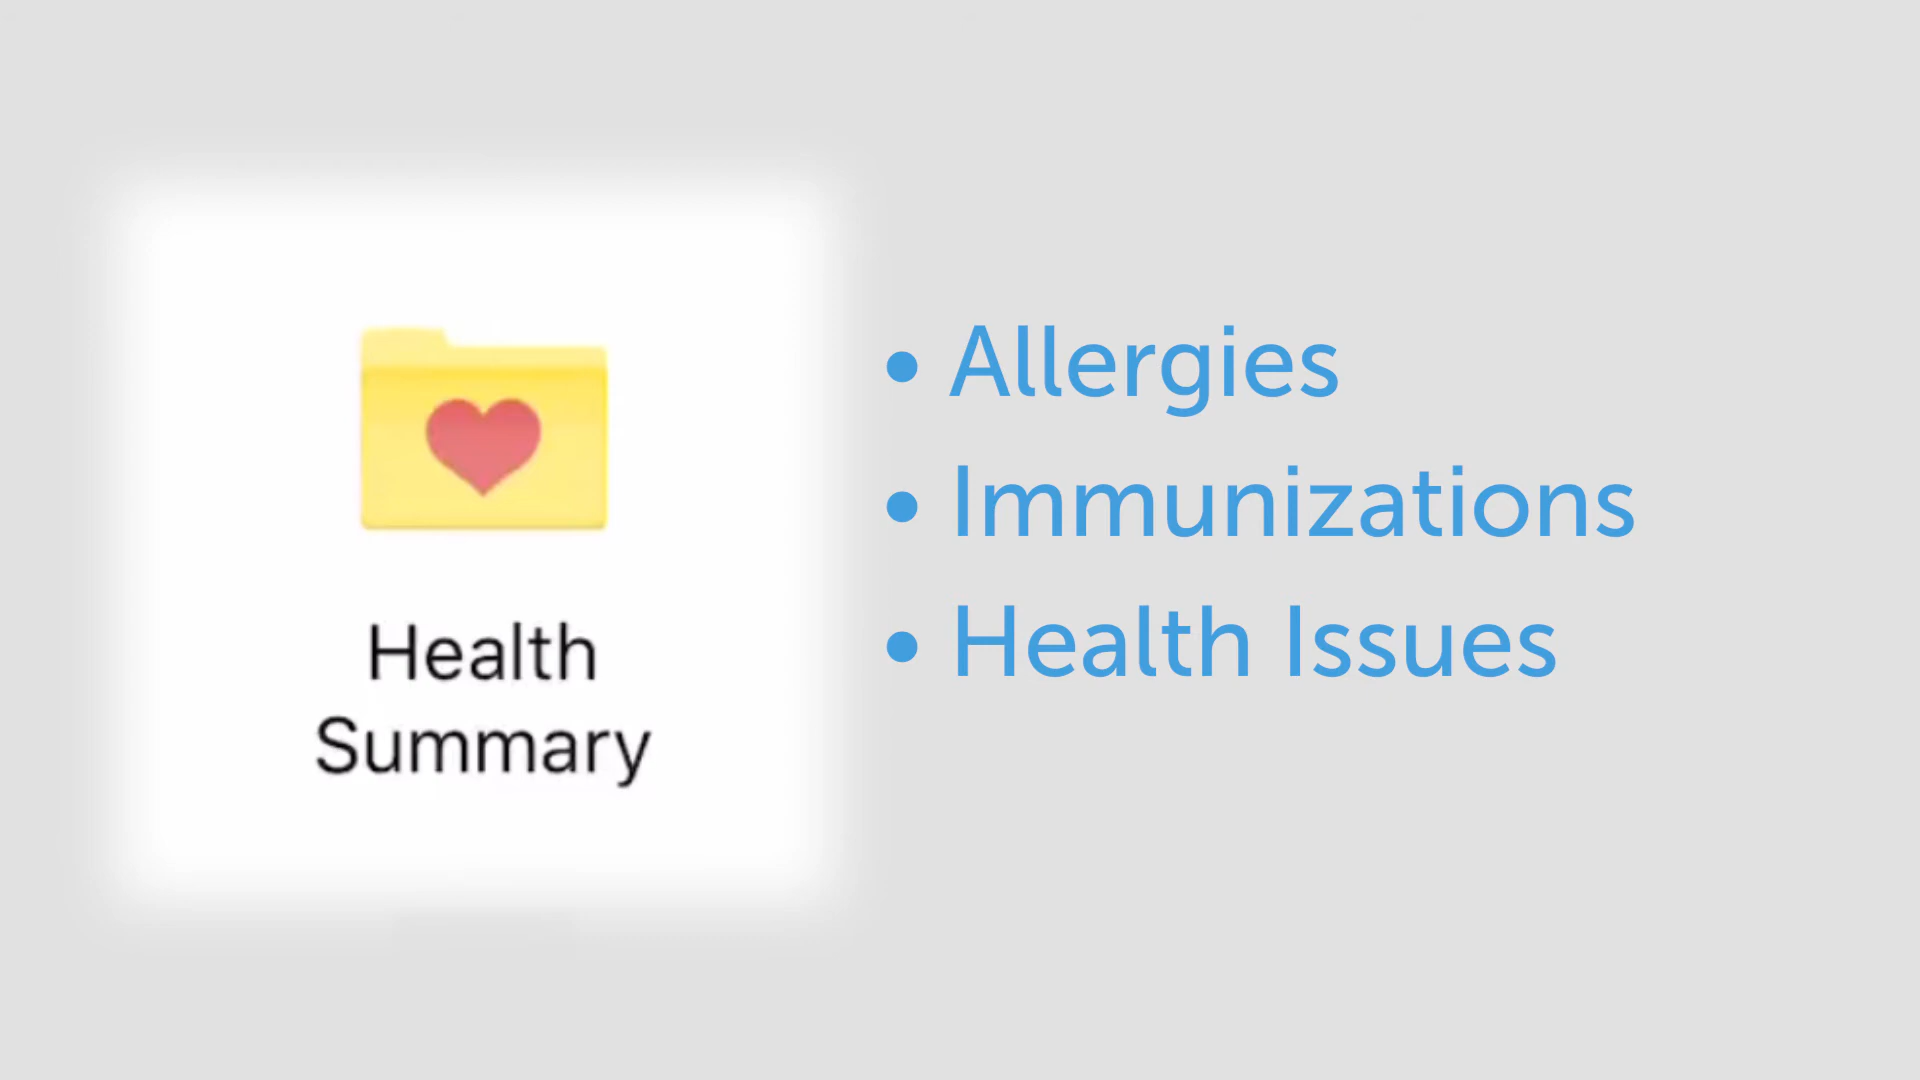 Health
Summary
• Allergies
• Immunizations
• Health Issues